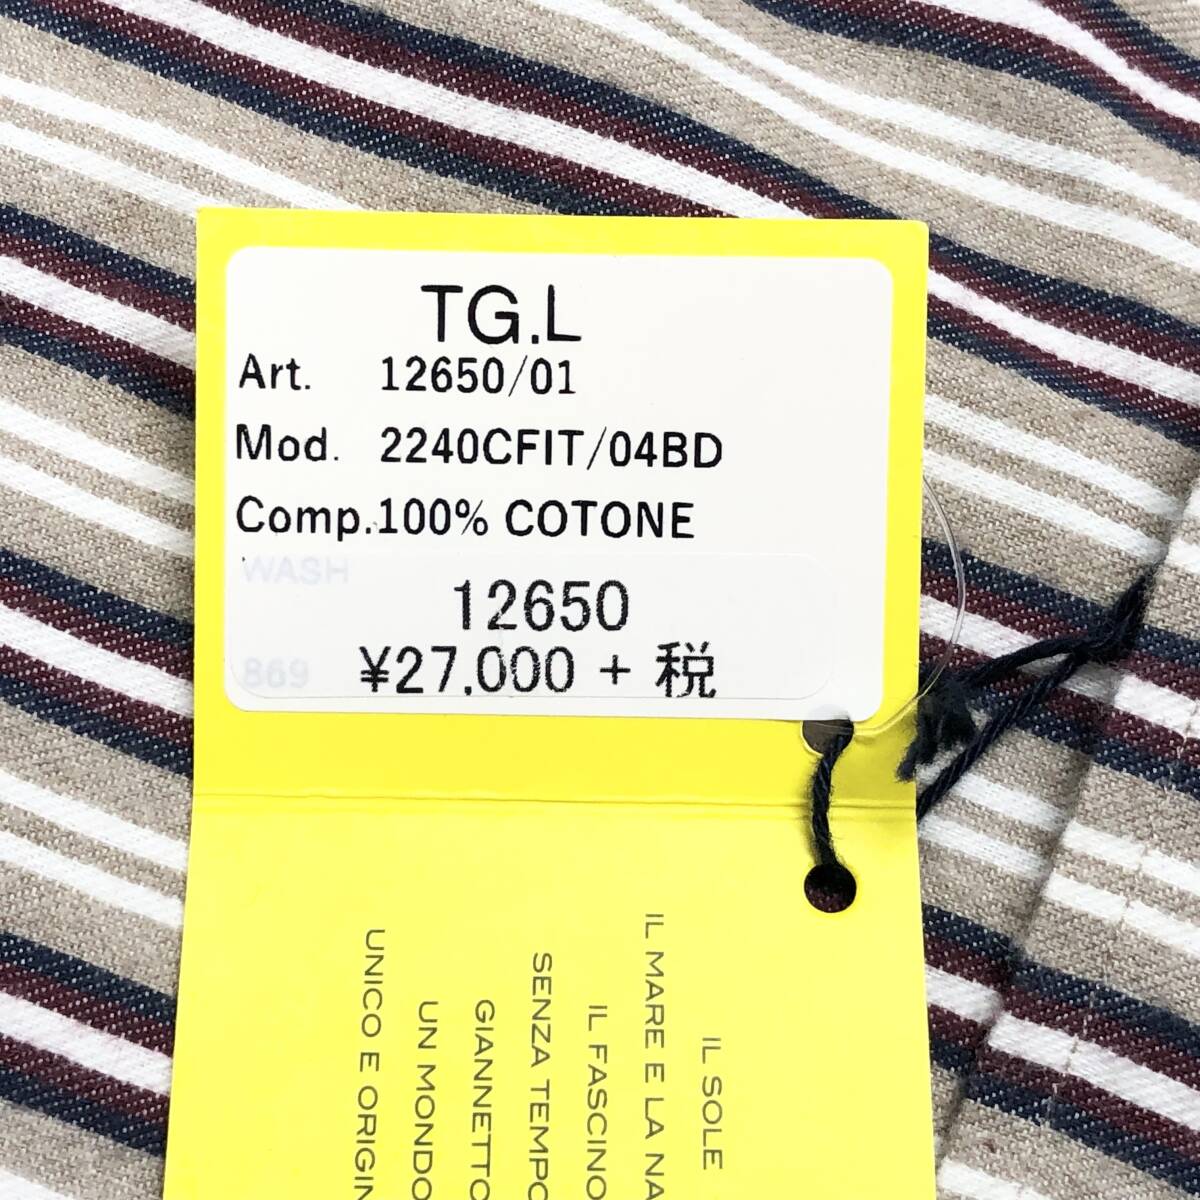 TG.L
Art. 12650/01
Mod. 2240CFIT/04BD
Comp.100% COTONE
WASH
12650
869
¥27,000 + 税
IL SOLE
IL MARE E LA NA
IL FASCINO
SENZA TEMPO
GIANNETTO
UN MONDO
UNICO E ORIGIN